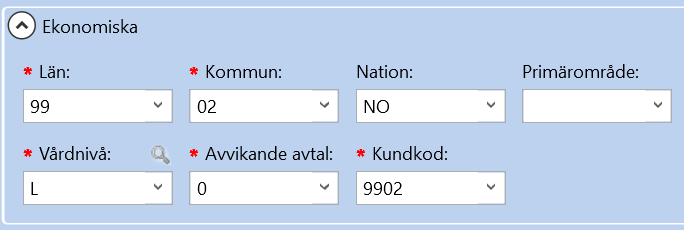 Ekonomiska
* Län: * Kommun: Nation: Primärområde:
99 02 NO
* Vårdnivå: * Avvikande avtal: * Kundkod:
L 0 9902